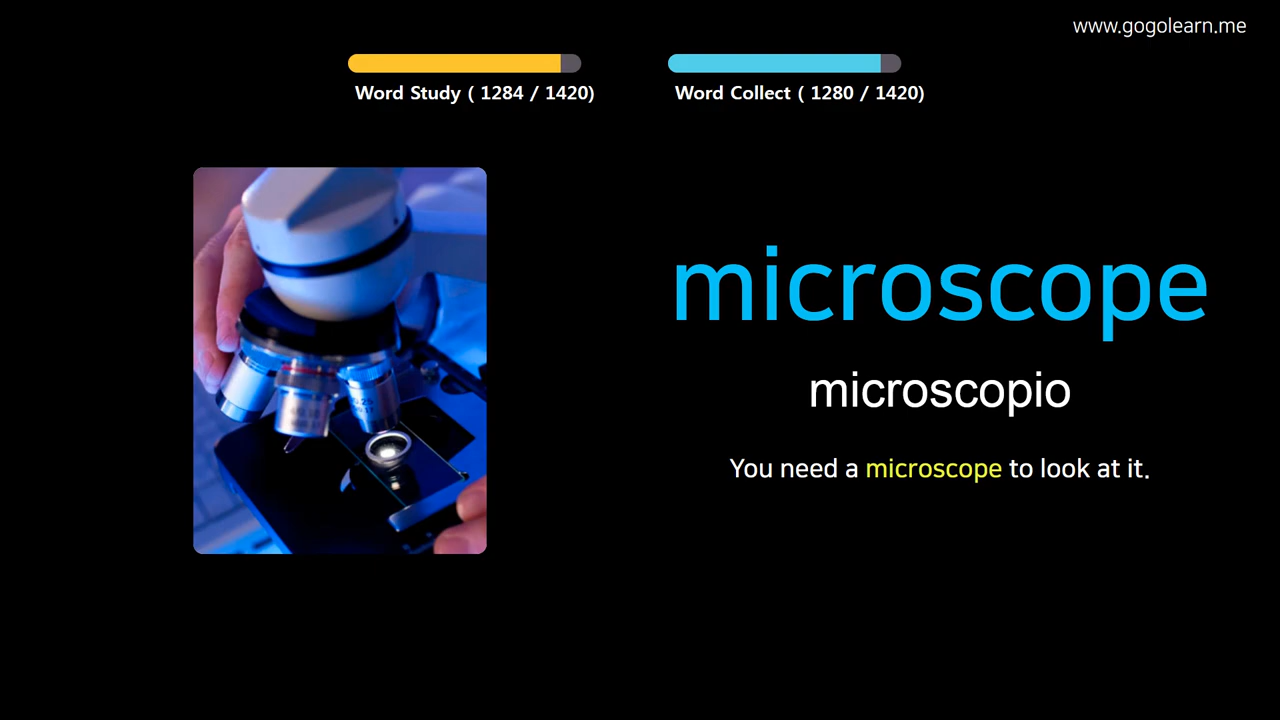 www.gogolearn.me
Word Study ( 1284 / 1420)
Word Collect ( 1280 / 1420)
microscope
microscopio
You need a microscope to look at it.